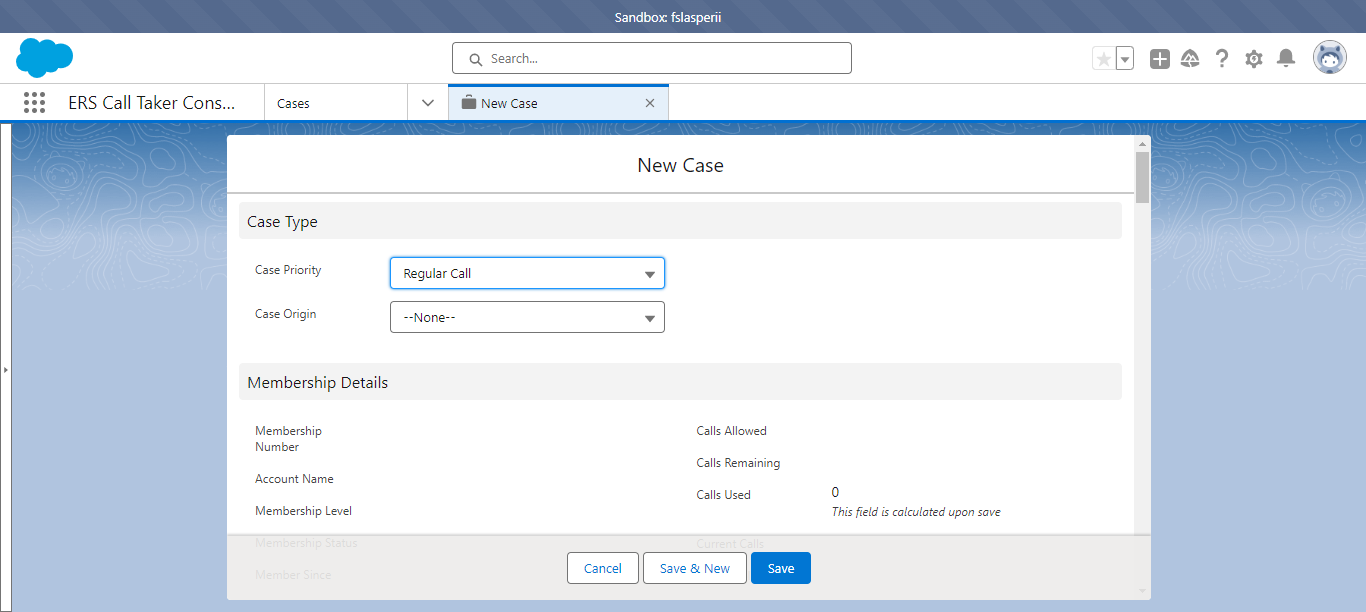 Sandbox: fslasperii
Search...
ERS Call Taker Cons...
Cases
New Case
New Case
Case Type
Case Priority
Regular Call
Case Origin
--None--
Membership Details
Membership
Number
Calls Allowed
Calls Remaining
Account Name
Calls Used
0
This field is calculated upon save
Membership Level
Membership Status
Current Calls
Member Since
Cancel
Save & New
Save